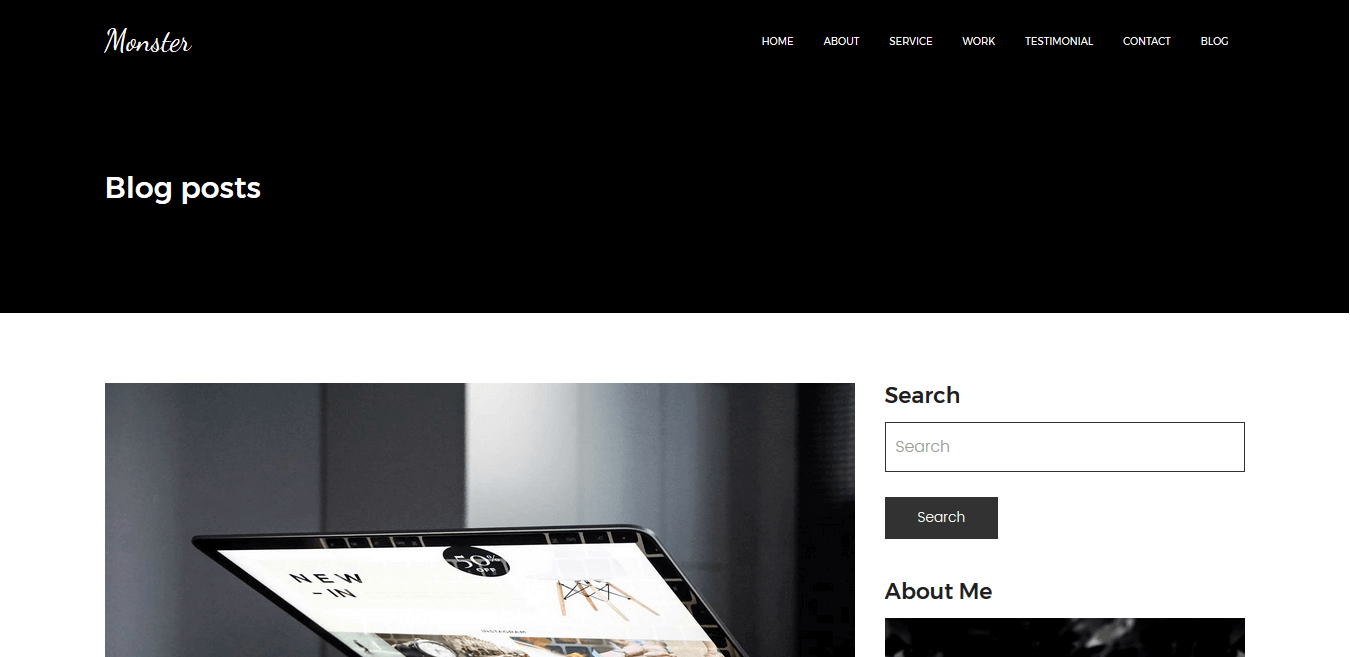 Monster
HOME ABOUT SERVICE WORK TESTIMONIAL CONTACT BLOG
Blog posts
Search
Search
Search
About Me
50%
OFF
NEW
- IN
INSTAGRAM